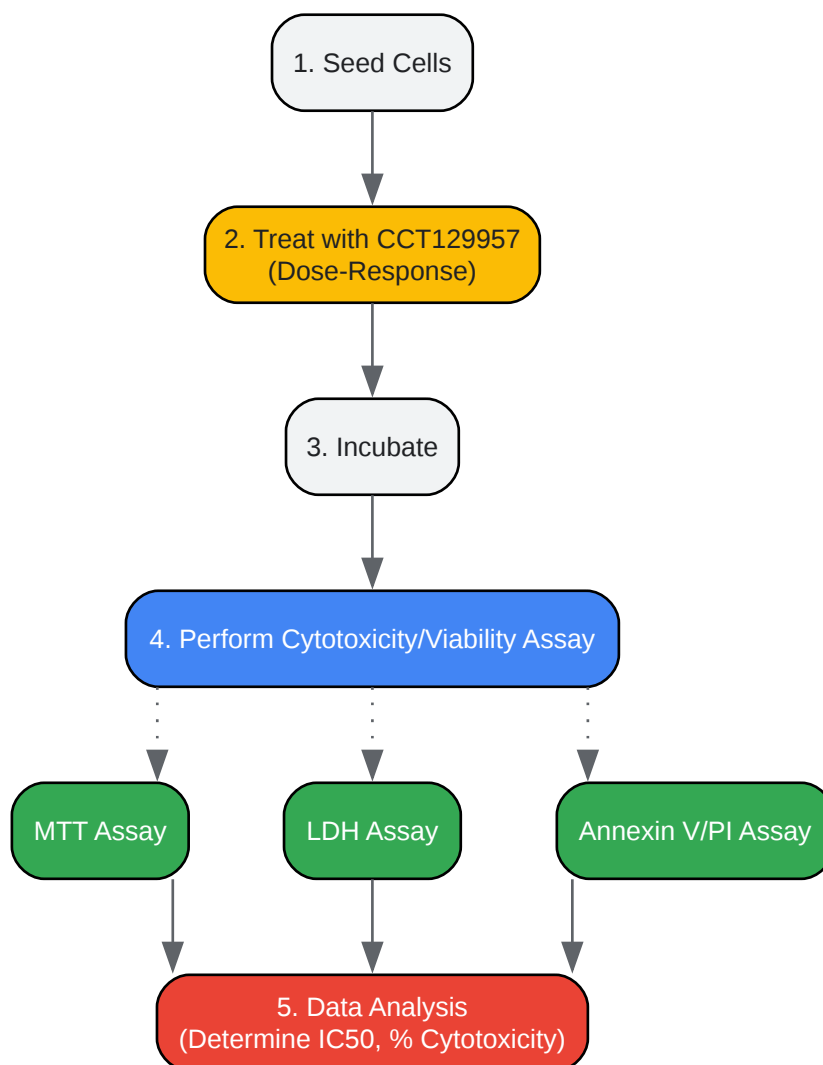 1. Seed Cells
2. Treat with CCT129957
(Dose-Response)
3. Incubate
4. Perform Cytotoxicity/Viability Assay
MTT Assay
LDH Assay
Annexin V/PI Assay
5. Data Analysis
(Determine IC50, % Cytotoxicity)